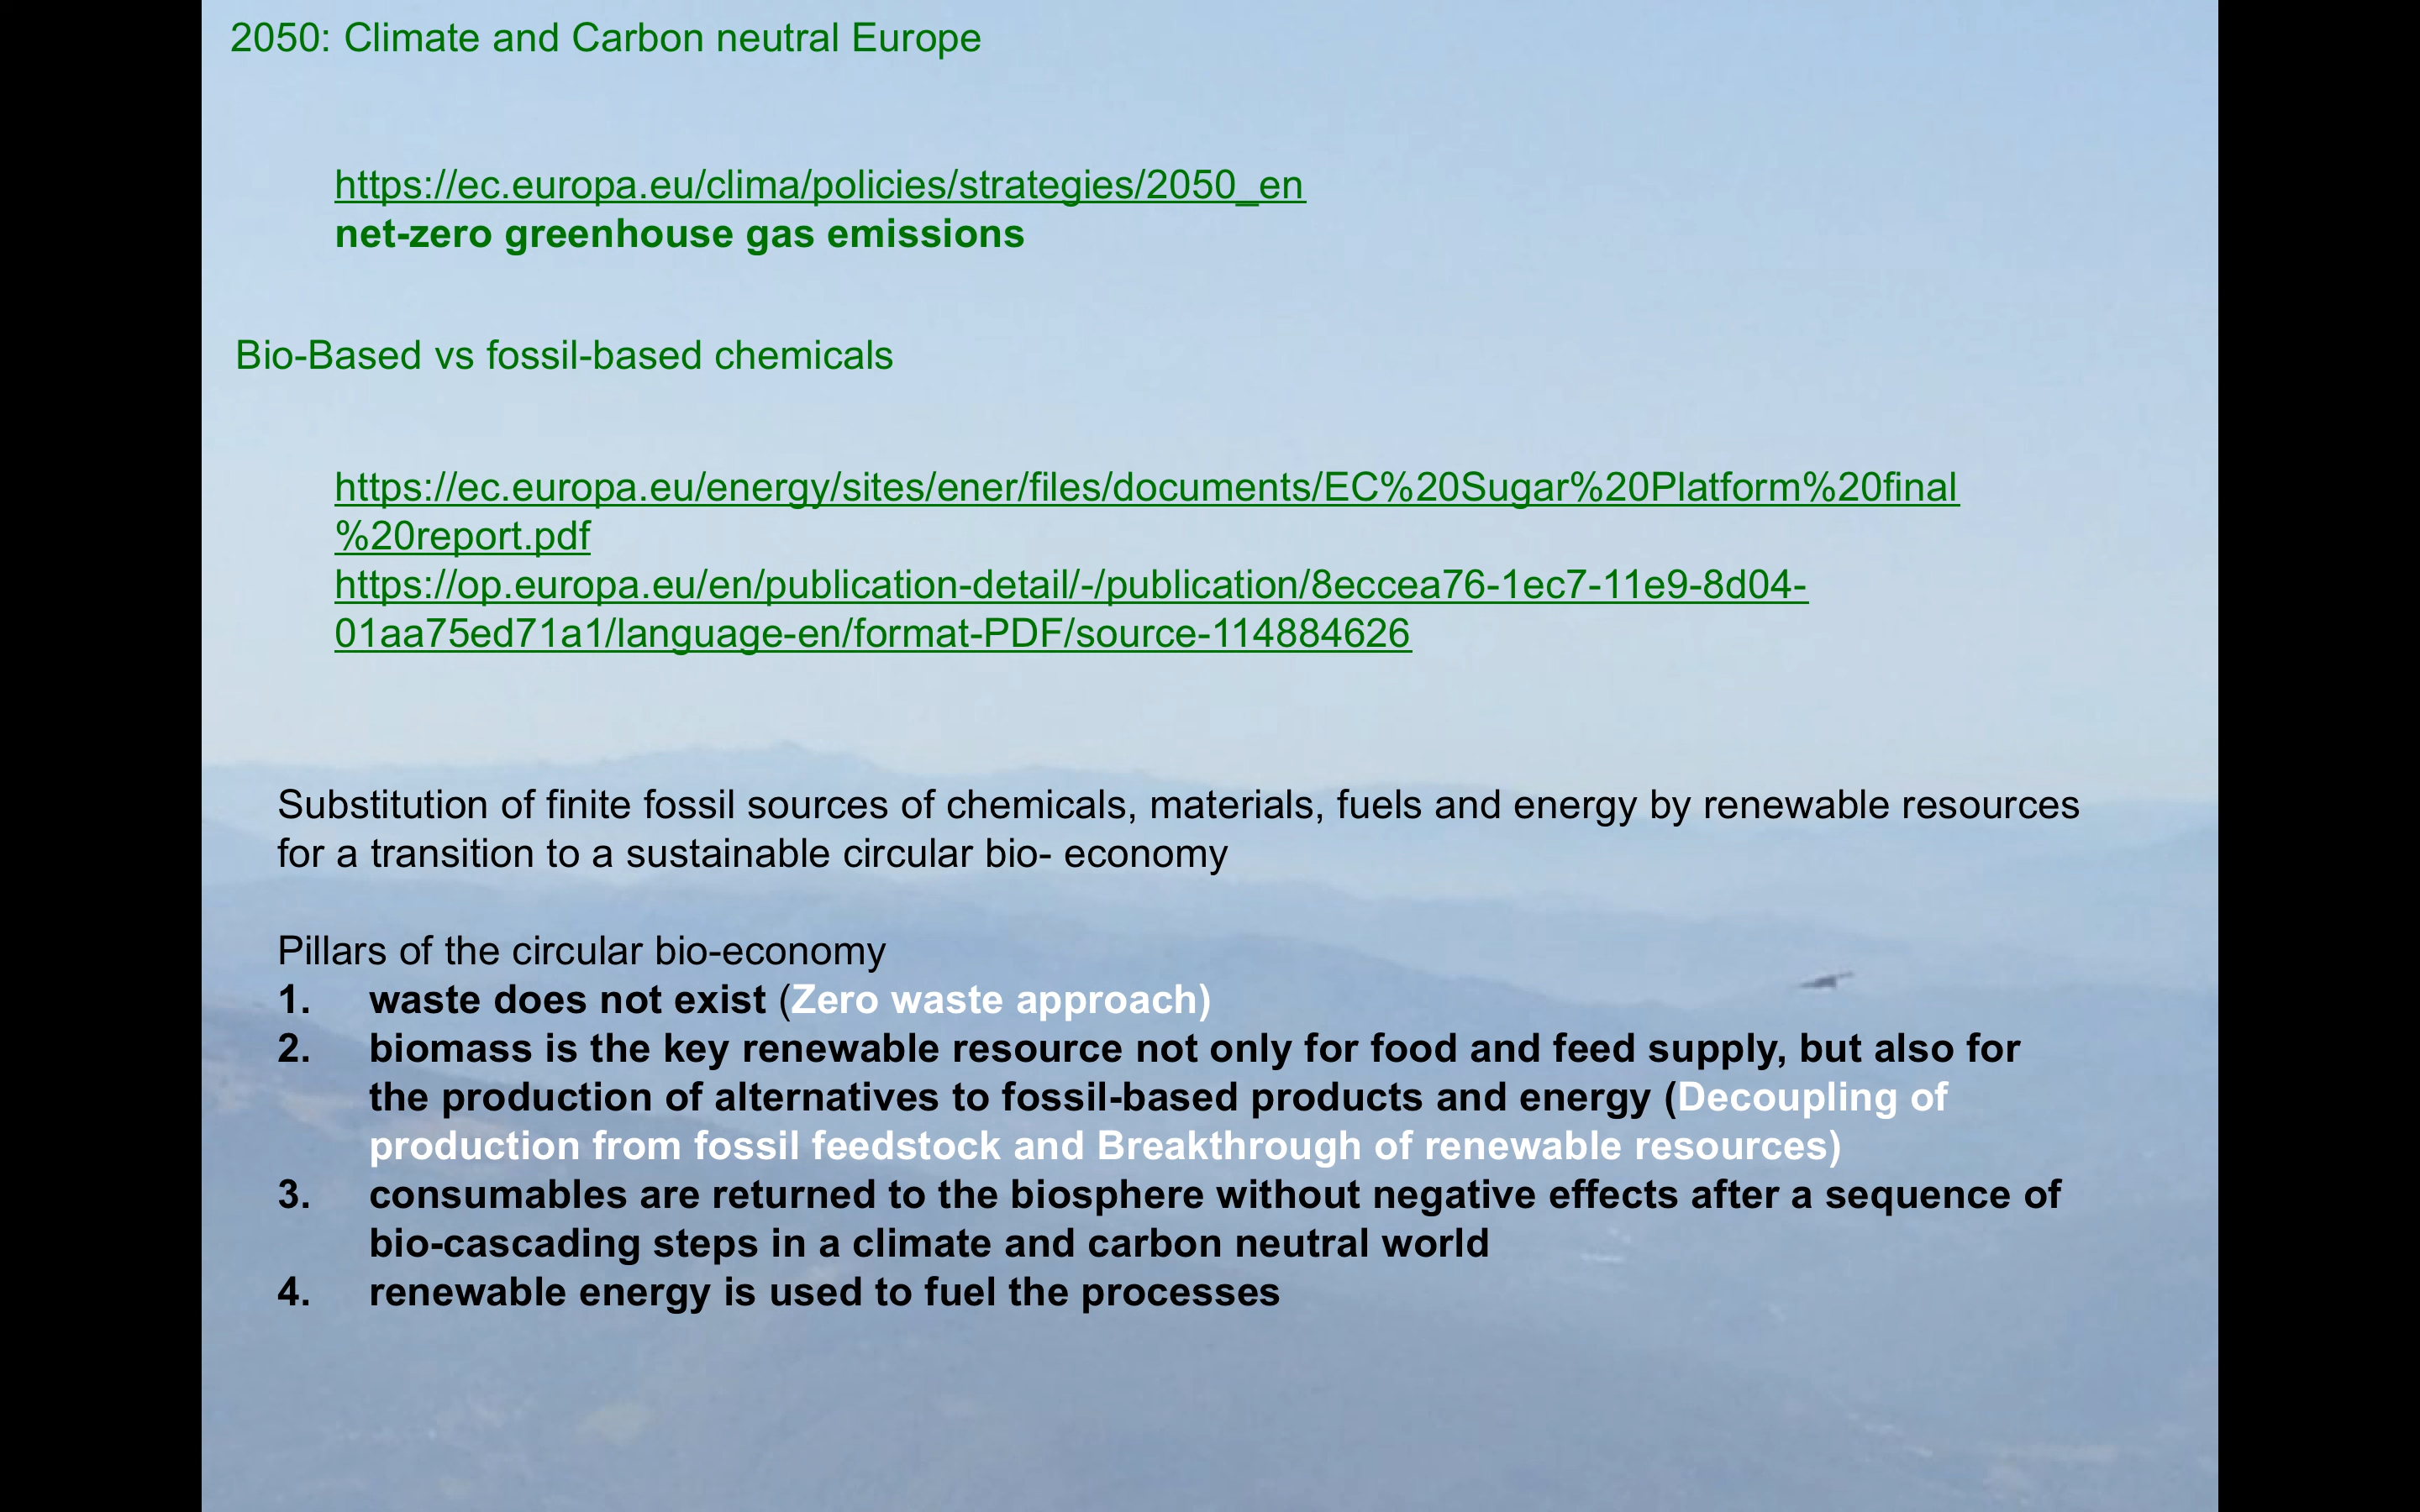 2050: Climate and Carbon neutral Europe
https://ec.europa.eu/clima/policies/strategies/2050_en
net-zero greenhouse gas emissions
Bio-Based vs fossil-based chemicals
https://ec.europa.eu/energy/sites/ener/files/documents/EC%20Sugar%20Platform%20final
%20report.pdf
https://op.europa.eu/en/publication-detail/-/publication/8eccea76-1ec7-11e9-8d04-
01aa75ed71a1/language-en/format-PDF/source-114884626
Substitution of finite fossil sources of chemicals, materials, fuels and energy by renewable resources
for a transition to a sustainable circular bio- economy
Pillars of the circular bio-economy
1. waste does not exist (Zero waste approach)
2. biomass is the key renewable resource not only for food and feed supply, but also for
the production of alternatives to fossil-based products and energy (Decoupling of
production from fossil feedstock and Breakthrough of renewable resources)
3. consumables are returned to the biosphere without negative effects after a sequence of
bio-cascading steps in a climate and carbon neutral world
4. renewable energy is used to fuel the processes